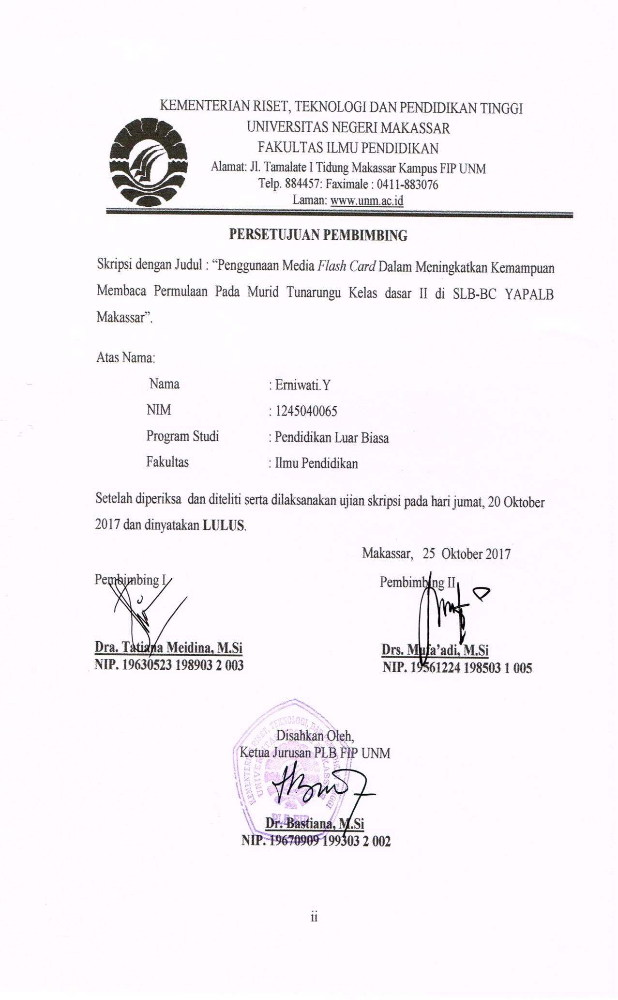 KEMENTERIAN RISET, TEKNOLOGI DAN PENDIDIKAN TINGGI
UNIVERSITAS NEGERI MAKASSAR
FAKULTAS ILMU PENDIDIKAN
Alamat: Jl. Tamalate I Tidung Makassar Kampus FIP UNM
Telp. 884457: Faximale : 0411-883076
Laman: www.unm.ac.id
PERSETUJUAN PEMBIMBING
Skripsi dengan Judul : “Penggunaan Media Flash Card Dalam Meningkatkan Kemampuan
Membaca Permulaan Pada Murid Tunarungu Kelas dasar II di SLB-BC YAPALB
Makassar”.
Atas Nama:
Nama : Erniwati.Y
NIM : 1245040065
Program Studi : Pendidikan Luar Biasa
Fakultas : Ilmu Pendidikan
Setelah diperiksa dan diteliti serta dilaksanakan ujian skripsi pada hari jumat, 20 Oktober
2017 dan dinyatakan LULUS.
Makassar, 25 Oktober 2017
Pembimbing I Pembimbing II
Dra. Tatiana Meidina, M.Si Drs. Mufa’adi, M.Si
NIP. 19630523 198903 2 003 NIP. 19561224 198503 1 005
KEMENTERIAN RISET, TEKNOLOGI, DAN PENDIDIKAN TINGGI
UNIVERSITAS NEGERI MAKASSAR
PLB FIP
Disahkan Oleh,
Ketua Jurusan PLB FIP UNM
Dr. Bastiana, M.Si
NIP. 19670909 199303 2 002
ii